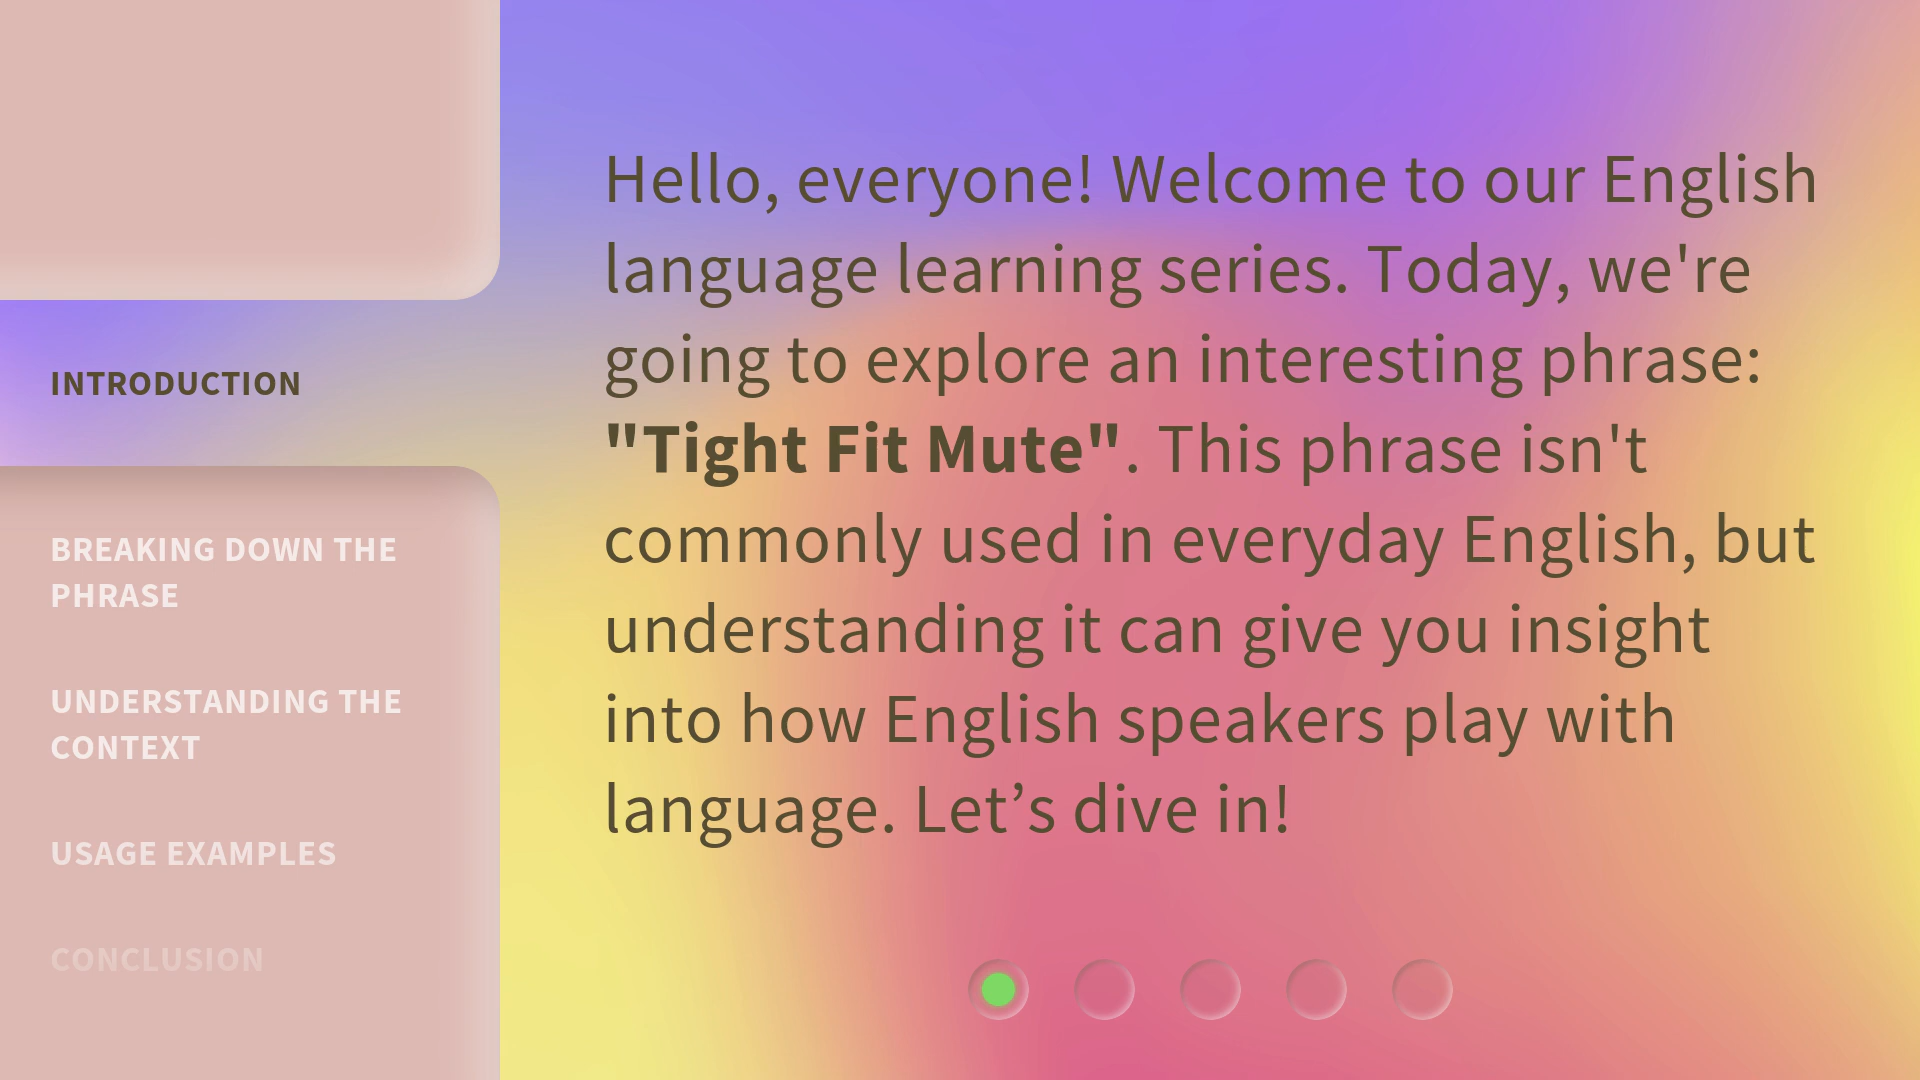 INTRODUCTION
BREAKING DOWN THE
PHRASE
UNDERSTANDING THE
CONTEXT
USAGE EXAMPLES
CONCLUSION
Hello, everyone! Welcome to our English
language learning series. Today, we're
going to explore an interesting phrase:
"Tight Fit Mute". This phrase isn't
commonly used in everyday English, but
understanding it can give you insight
into how English speakers play with
language. Let’s dive in!